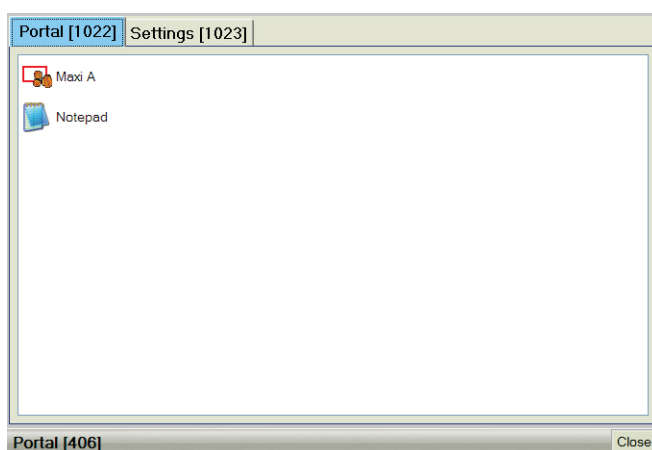 Portal [1022] Settings [1023]
Maxi A
Notepad
Portal [406] Close